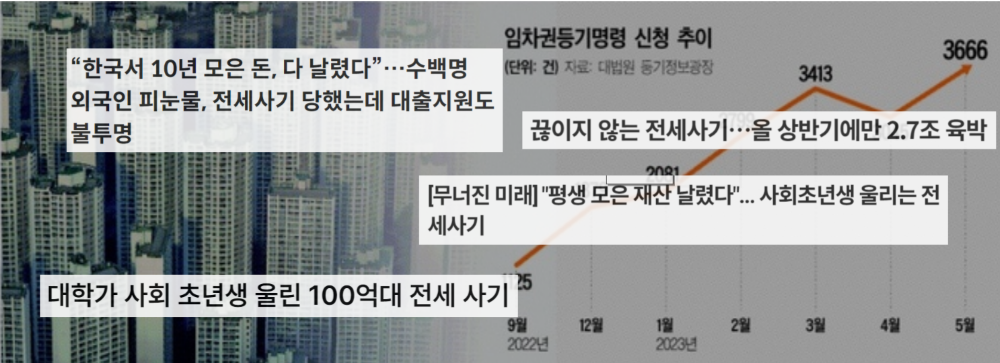 임차권등기명령 신청 추이
(단위: 건) 자료: 대법원 등기정보광장
“한국서 10년 모은 돈, 다 날렸다”…수백명
외국인 피눈물, 전세사기 당했는데 대출지원도
불투명
3666
3413
끊이지 않는 전세사기…올 상반기에만 2.7조 육박
2081
[무너진 미래] "평생 모은 재산 날렸다"... 사회초년생 울리는 전
세사기
대학가 사회 초년생 울린 100억대 전세 사기
9월 12월 1월 2월 3월 4월 5월
2022년 2023년